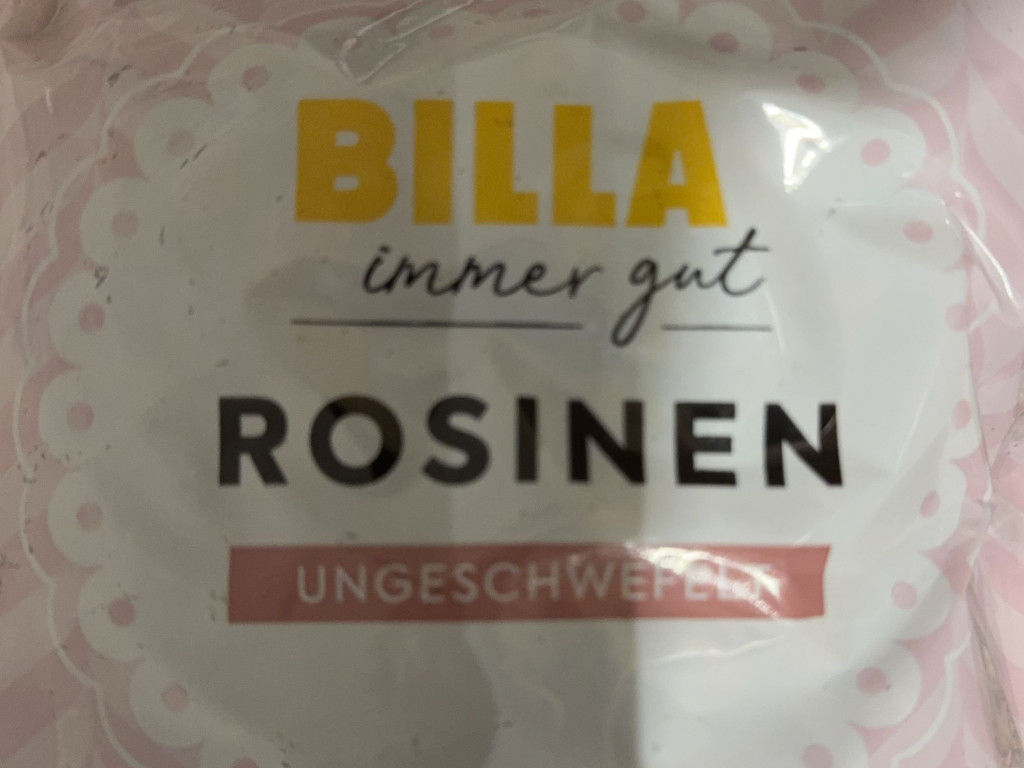 BILLA
immer gut
ROSINEN
UNGESCHWEFELT